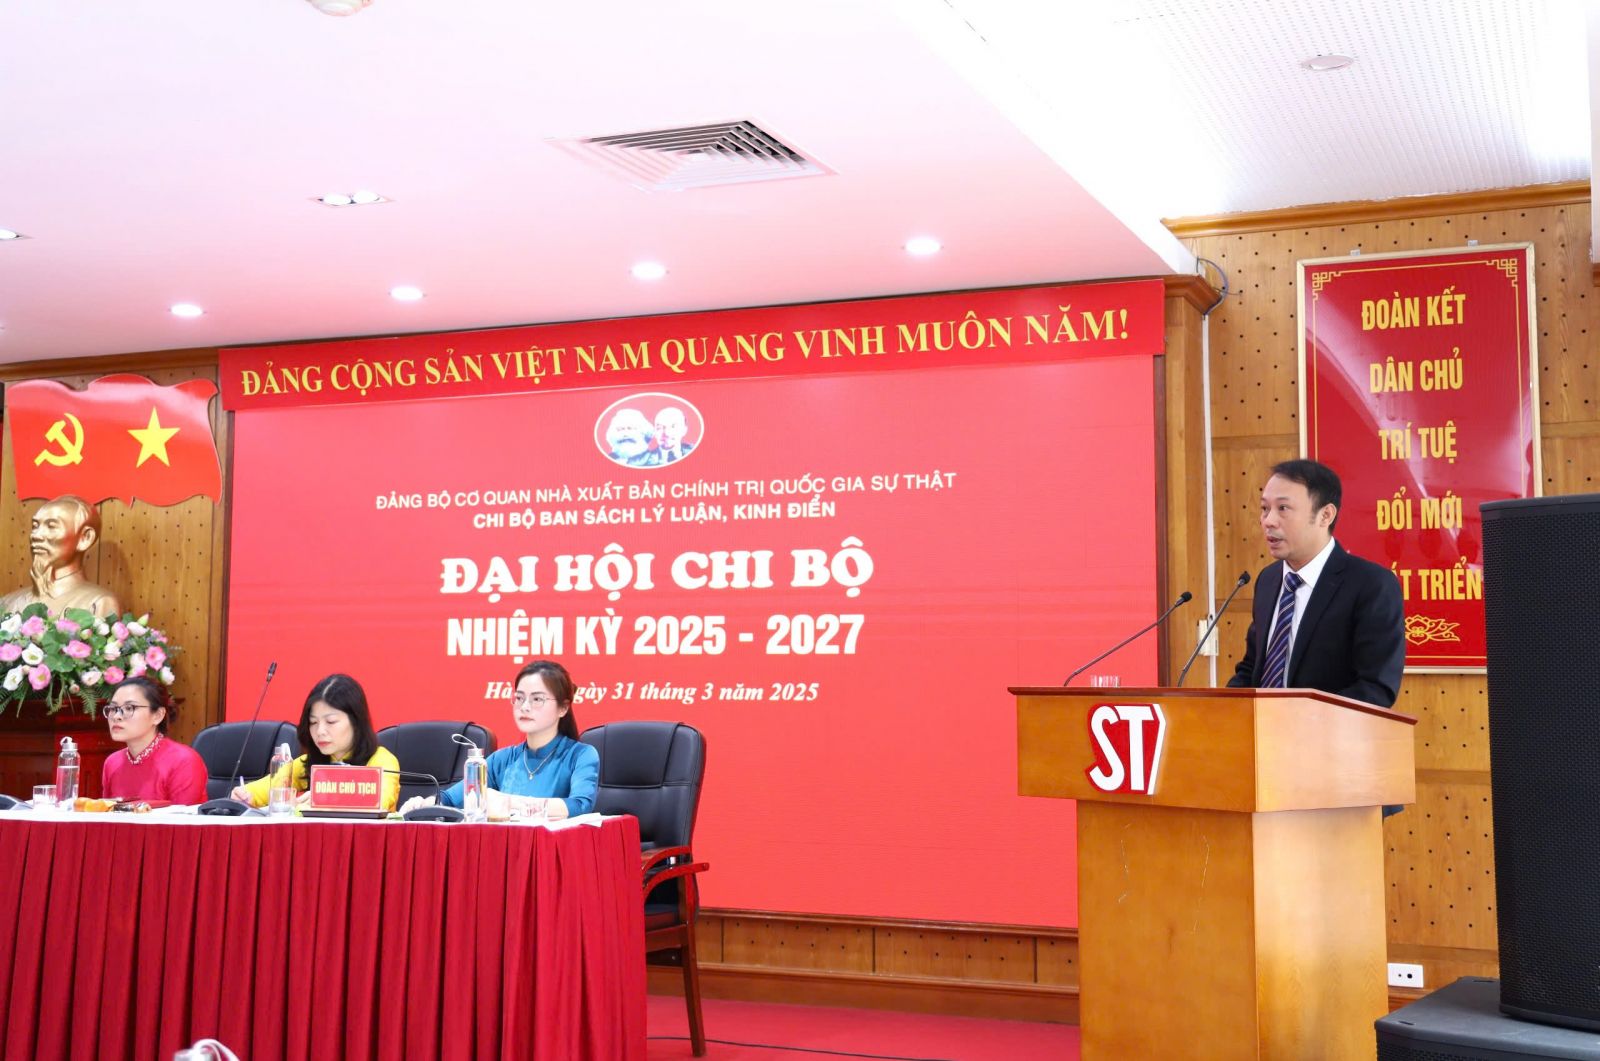 ĐẢNG CỘNG SẢN VIỆT NAM QUANG VINH MUÔN NĂM!
ĐẢNG BỘ CƠ QUAN NHÀ XUẤT BẢN CHÍNH TRỊ QUỐC GIA SỰ THẬT
CHI BỘ BAN SÁCH LÝ LUẬN, KINH ĐIỂN
ĐẠI HỘI CHI BỘ
NHIỆM KỲ 2025 - 2027
Hà ngày 31 tháng 3 năm 2025
ĐOÀN KẾT
DÂN CHỦ
TRÍ TUỆ
ĐỔI MỚI
ÁT TRIỂN
ST
ĐOÀN CHỦ TỊCH